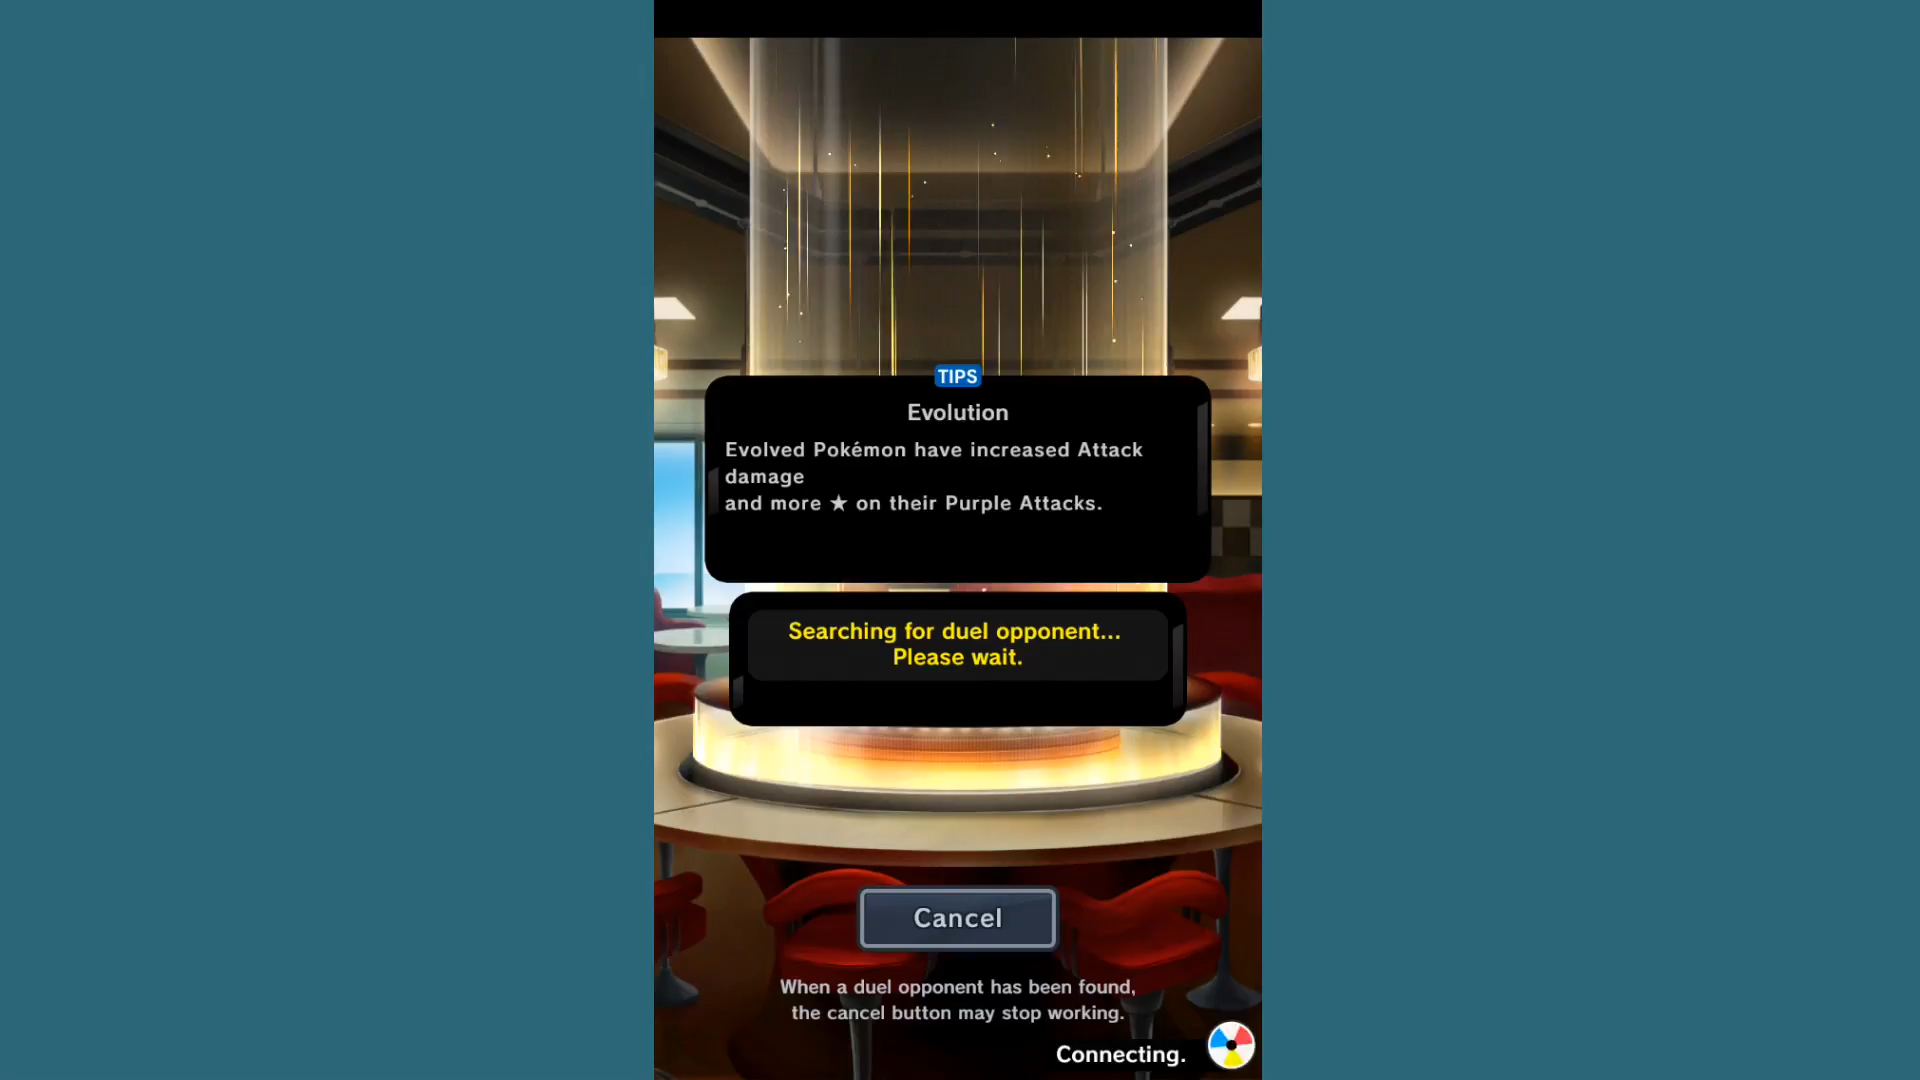 TIPS
Evolution
Evolved Pokémon have increased Attack
damage
and more ★ on their Purple Attacks.
Searching for duel opponent...
Please wait.
Cancel
When a duel opponent has been found,
the cancel button may stop working.
Connecting.